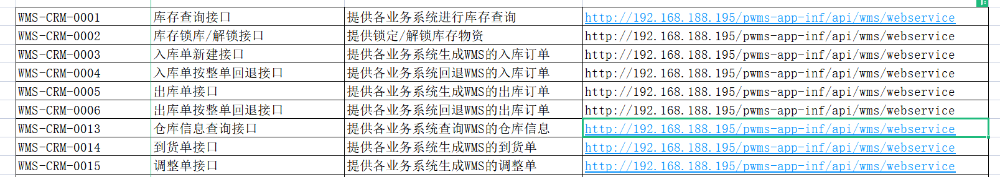 WMS-CRM-0001 库存查询接口 提供各业务系统进行库存查询 http://192.168.188.195/pwms-app-inf/api/wms/webservice
WMS-CRM-0002 库存锁库/解锁接口 提供锁定/解锁库存物资 http://192.168.188.195/pwms-app-inf/api/wms/webservice
WMS-CRM-0003 入库单新建接口 提供各业务系统生成WMS的入库订单 http://192.168.188.195/pwms-app-inf/api/wms/webservice
WMS-CRM-0004 入库单按整单回退接口 提供各业务系统回退WMS的入库订单 http://192.168.188.195/pwms-app-inf/api/wms/webservice
WMS-CRM-0005 出库单接口 提供各业务系统生成WMS的出库订单 http://192.168.188.195/pwms-app-inf/api/wms/webservice
WMS-CRM-0006 出库单按整单回退接口 提供各业务系统回退WMS的出库订单 http://192.168.188.195/pwms-app-inf/api/wms/webservice
WMS-CRM-0013 仓库信息查询接口 提供各业务系统查询WMS的仓库信息 http://192.168.188.195/pwms-app-inf/api/wms/webservice
WMS-CRM-0014 到货单接口 提供各业务系统生成WMS的到货单 http://192.168.188.195/pwms-app-inf/api/wms/webservice
WMS-CRM-0015 调整单接口 提供各业务系统生成WMS的调整单 http://192.168.188.195/pwms-app-inf/api/wms/webservice